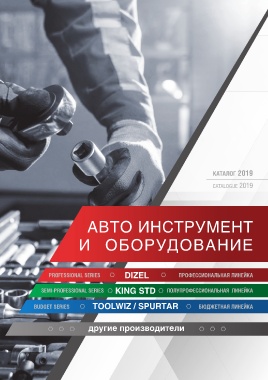 КАТАЛОГ 2019
CATALOGUE 2019
АВТО ИНСТРУМЕНТ
И ОБОРУДОВАНИЕ
PROFESSIONAL SERIES DIZEL ПРОФЕССИОНАЛЬНАЯ ЛИНЕЙКА
SEMI-PROFESSIONAL SERIES KING STD ПОЛУПРОФЕССИОНАЛЬНАЯ ЛИНЕЙКА
BUDGET SERIES TOOLWIZ / SPURTAR БЮДЖЕТНАЯ ЛИНЕЙКА
другие производители